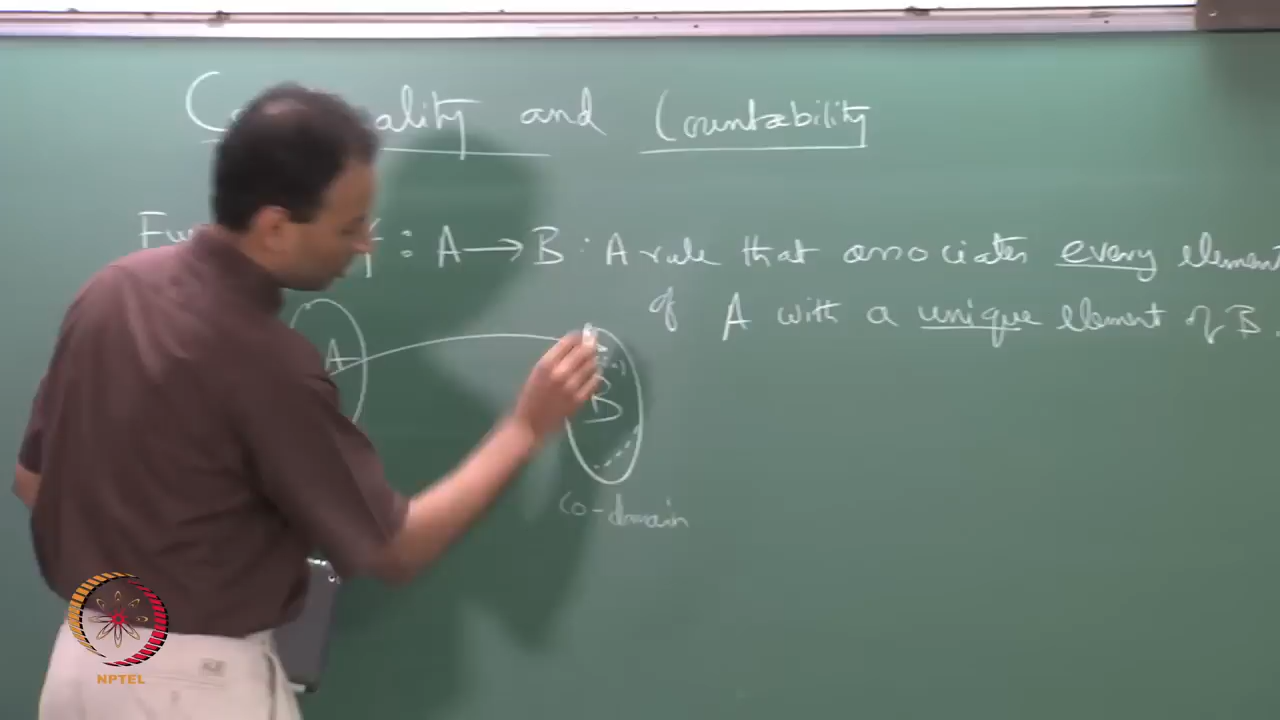 and Countability
: A → B : A rule that associates every element
of A with a unique element of B.
A
B
Co-domain
NPTEL